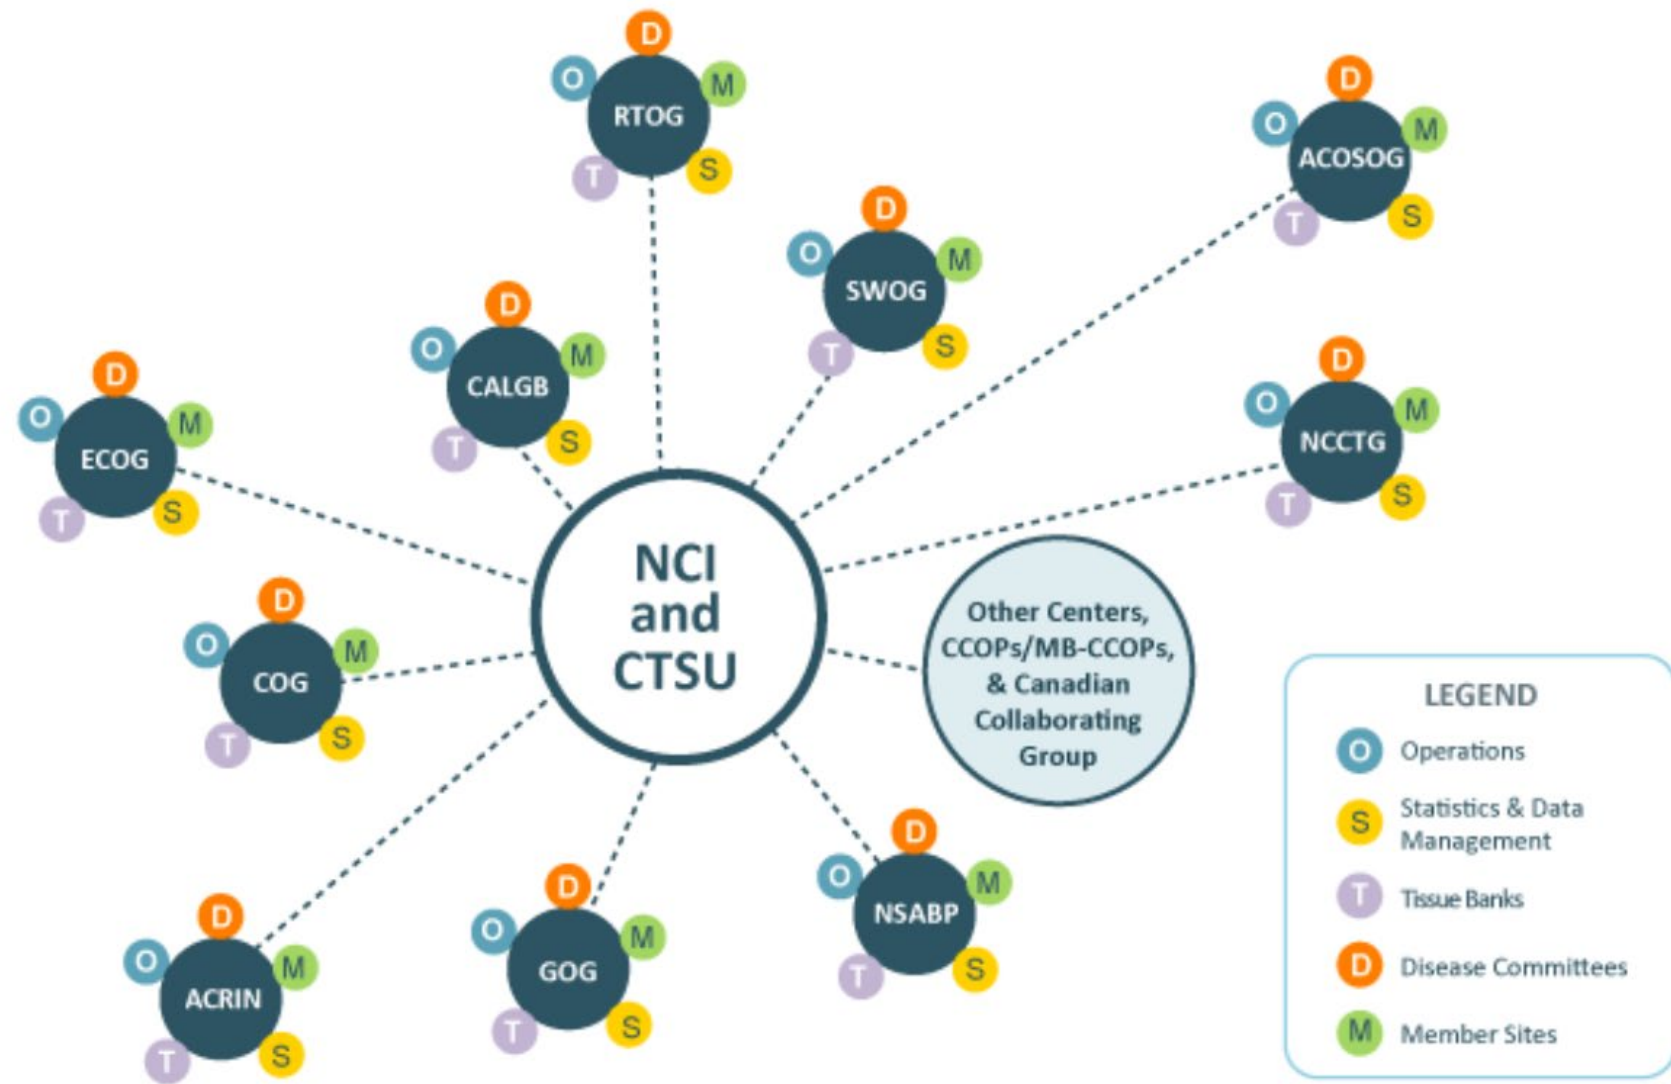 D
O
M
RTOG
T
S
D
O
M
ACOSOG
T
S
D
O
M
SWOG
T
S
D
O
M
CALGB
T
S
D
O
M
NCCTG
T
S
D
O
M
ECOG
T
S
NCI
and
CTSU
Other Centers,
CCOPs/MB-CCOPs,
& Canadian
Collaborating
Group
D
O
M
COG
T
S
D
O
M
NSABP
T
S
D
O
M
GOG
T
S
D
O
M
ACRIN
T
S
LEGEND
O Operations
S Statistics & Data
Management
T Tissue Banks
D Disease Committees
M Member Sites